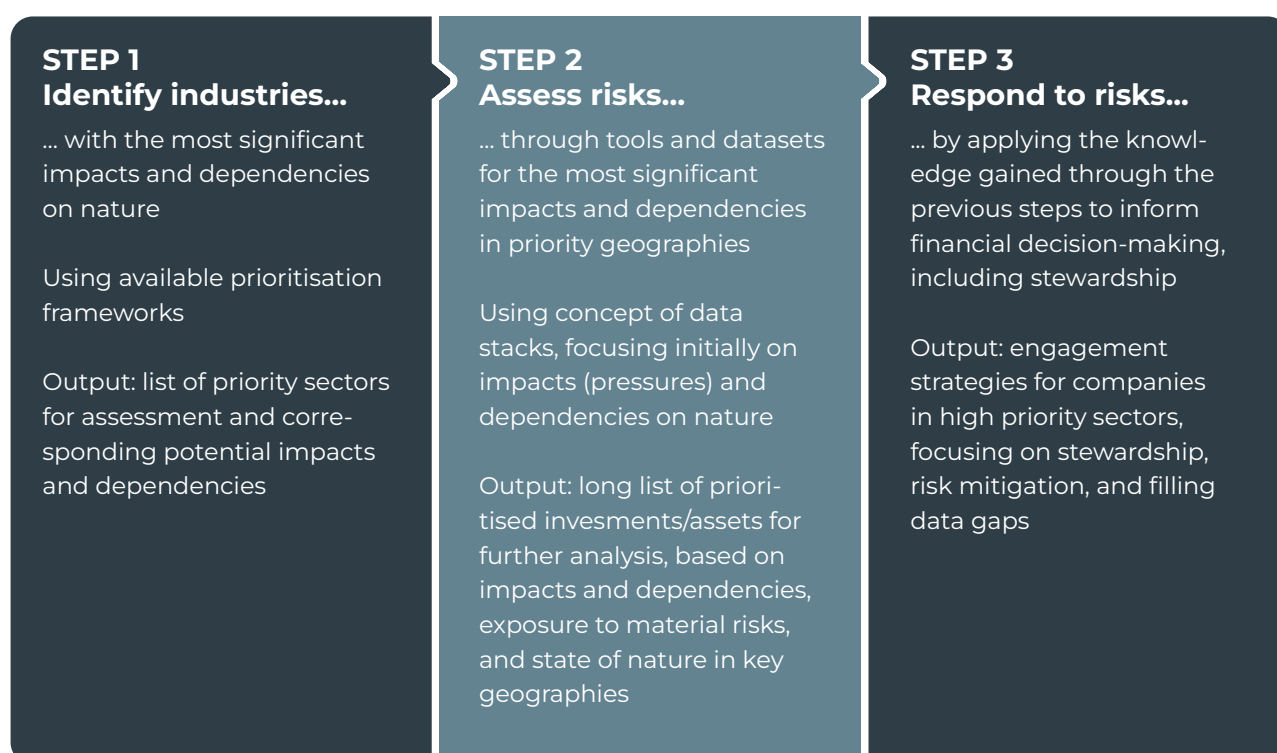 STEP 1
Identify industries...
... with the most significant
impacts and dependencies
on nature
Using available prioritisation
frameworks
Output: list of priority sectors
for assessment and corre-
sponding potential impacts
and dependencies
STEP 2
Assess risks...
... through tools and datasets
for the most significant
impacts and dependencies
in priority geographies
Using concept of data
stacks, focusing initially on
impacts (pressures) and
dependencies on nature
Output: long list of priori-
tised invesments/assets for
further analysis, based on
impacts and dependencies,
exposure to material risks,
and state of nature in key
geographies
STEP 3
Respond to risks...
... by applying the knowl-
edge gained through the
previous steps to inform
financial decision-making,
including stewardship
Output: engagement
strategies for companies
in high priority sectors,
focusing on stewardship,
risk mitigation, and filling
data gaps